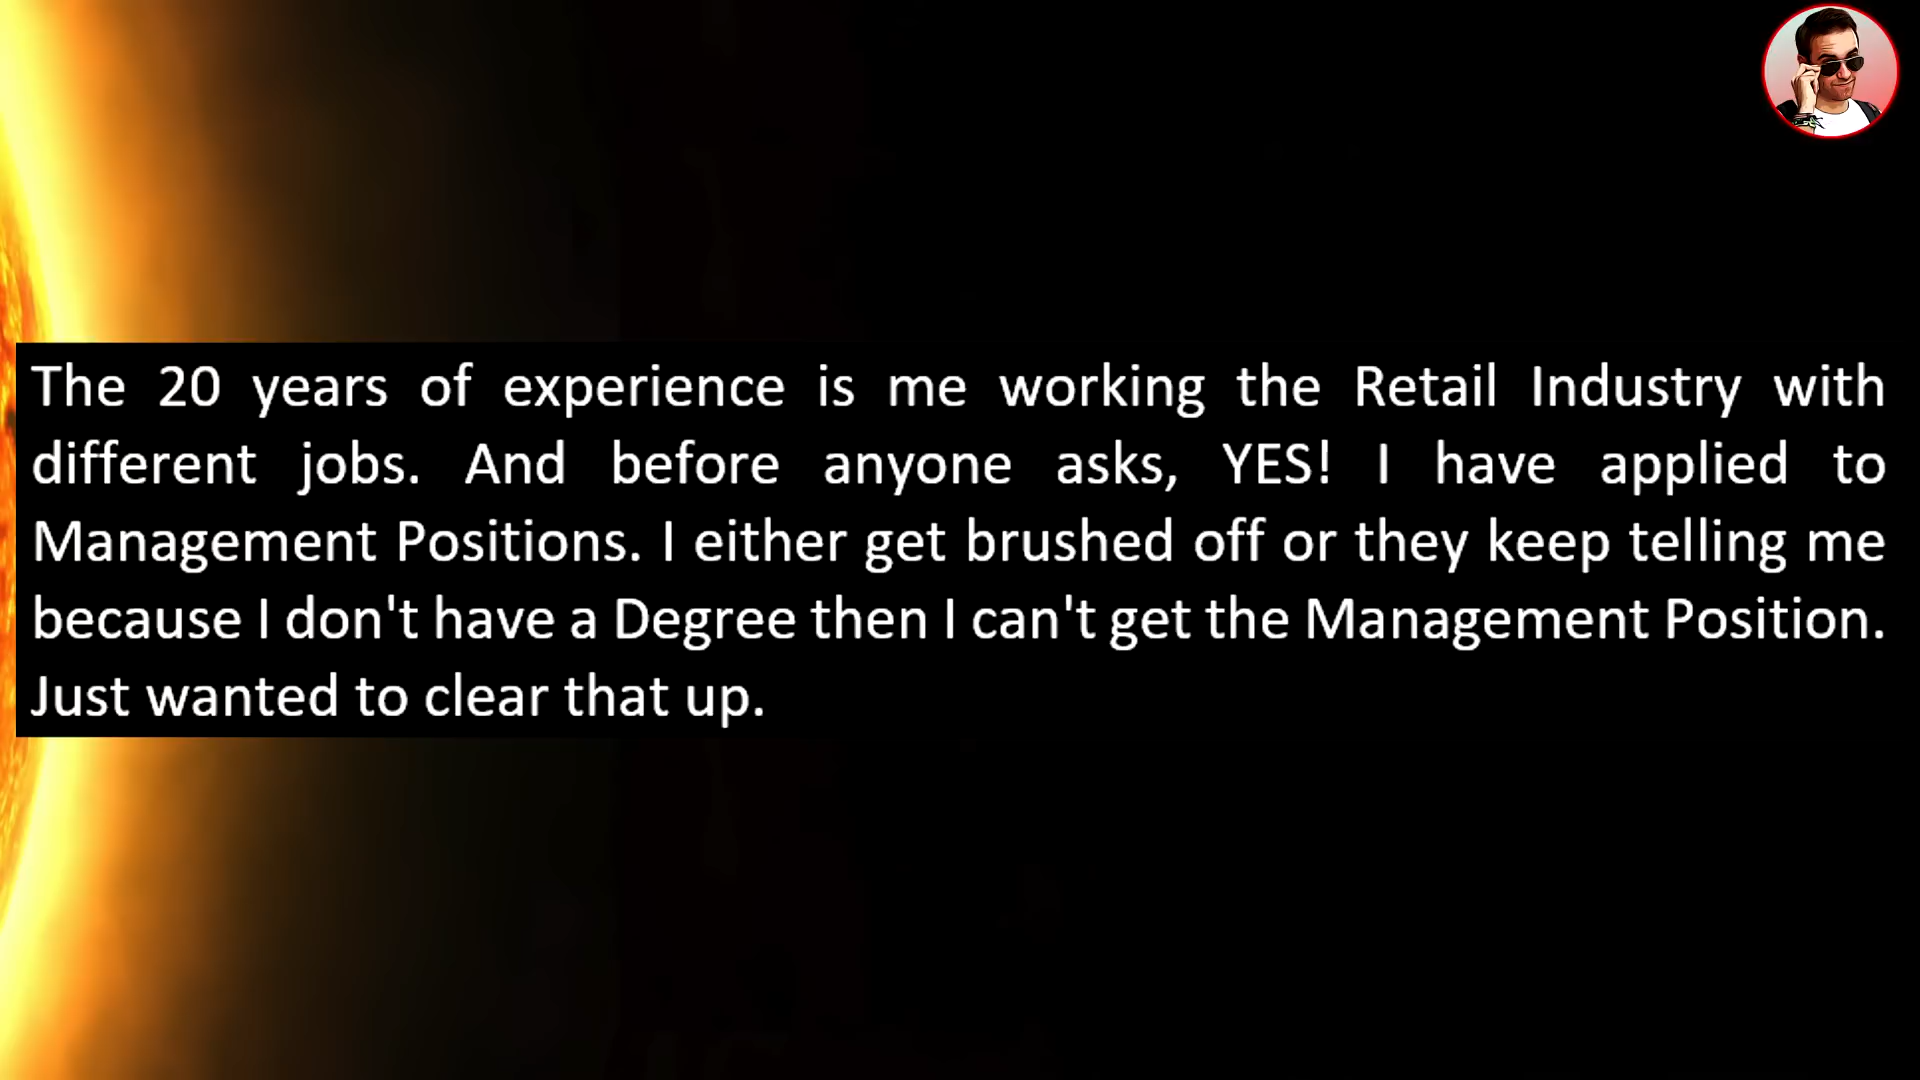 The 20 years of experience is me working the Retail Industry with
different jobs. And before anyone asks, YES! I have applied to
Management Positions. I either get brushed off or they keep telling me
because I don't have a Degree then I can't get the Management Position.
Just wanted to clear that up.